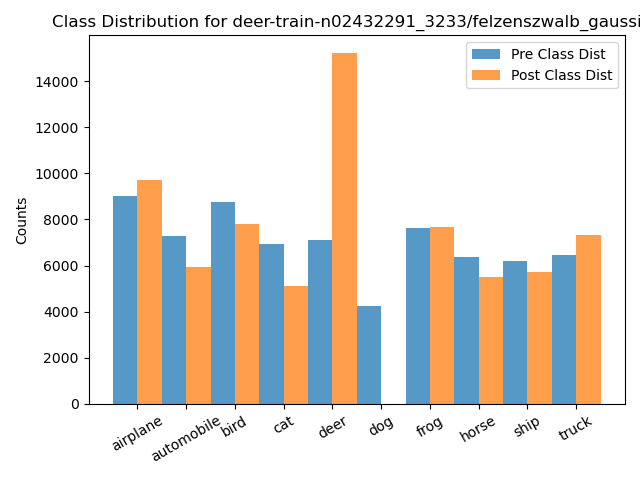 Class Distribution for deer-train-n02432291_3233/felzenszwalb_gaussi
Pre Class Dist
Post Class Dist
Counts
14000
12000
10000
8000
6000
4000
2000
0
airplane
automobile
bird
cat
deer
dog
frog
horse
ship
truck